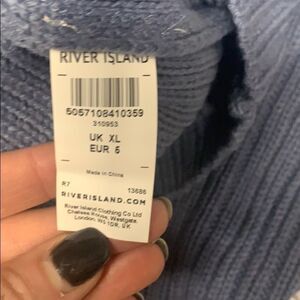 RIVER ISLAND
5057108410359
310953
UK XL
EUR 6
Made in China
R7 13686
RIVERISLAND.COM
River Island Clothing Co Ltd
Chelsea House, Westgate,
London, W5 1DR, UK